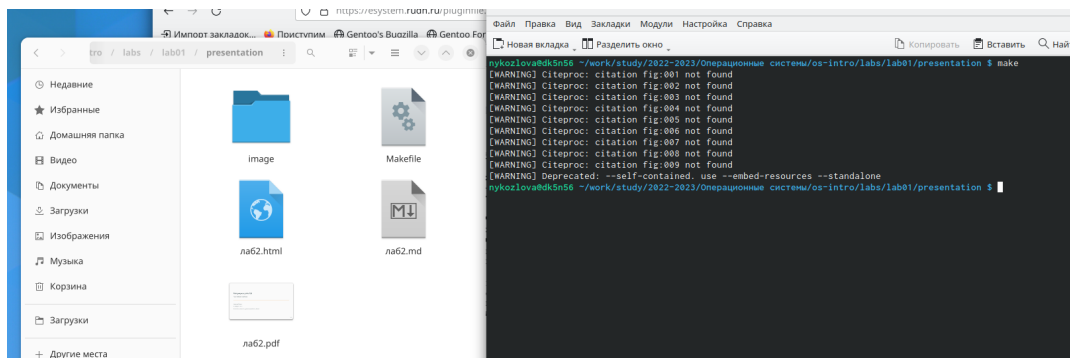 https://esystem.rudn.ru/pluginfile
Импорт закладок... Приступим Gentoo's Bugzilla Gentoo For
tro / labs / lab01 / presentation
Недавние
Избранные
Домашняя папка
Видео
Документы
Загрузки
Изображения
Музыка
Корзина
Загрузки
+ Другие места
image
Makefile
лаб2.html
лаб2.md
лаб2.pdf
Файл Правка Вид Закладки Модули Настройка Справка
Новая вкладка Разделить окно Копировать Вставить Най
nykozlova@dk5n56 ~/work/study/2022-2023/Операционные системы/os-intro/labs/lab01/presentation $ make
[WARNING] Citeproc: citation fig:001 not found
[WARNING] Citeproc: citation fig:002 not found
[WARNING] Citeproc: citation fig:003 not found
[WARNING] Citeproc: citation fig:004 not found
[WARNING] Citeproc: citation fig:005 not found
[WARNING] Citeproc: citation fig:006 not found
[WARNING] Citeproc: citation fig:007 not found
[WARNING] Citeproc: citation fig:008 not found
[WARNING] Citeproc: citation fig:009 not found
[WARNING] Deprecated: --self-contained. use --embed-resources --standalone
nykozlova@dk5n56 ~/work/study/2022-2023/Операционные системы/os-intro/labs/lab01/presentation $